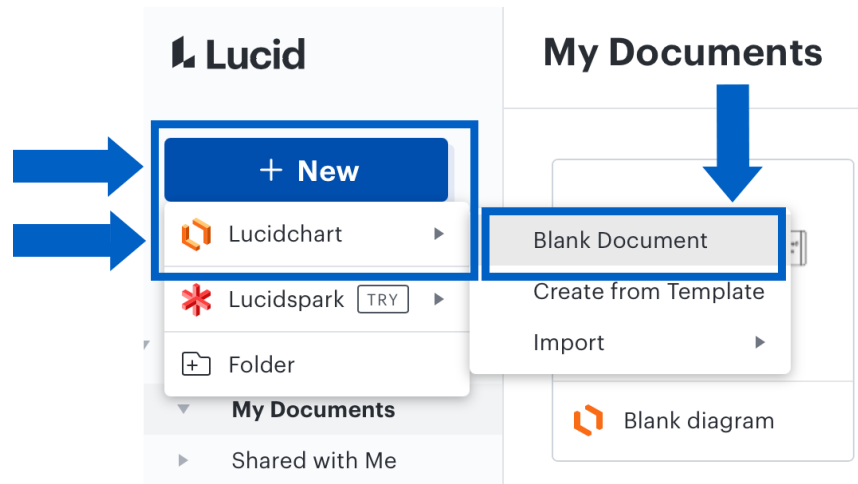 Lucid
My Documents
+ New
Lucidchart
Blank Document
Lucidspark TRY
Create from Template
Import
Folder
My Documents
Blank diagram
Shared with Me